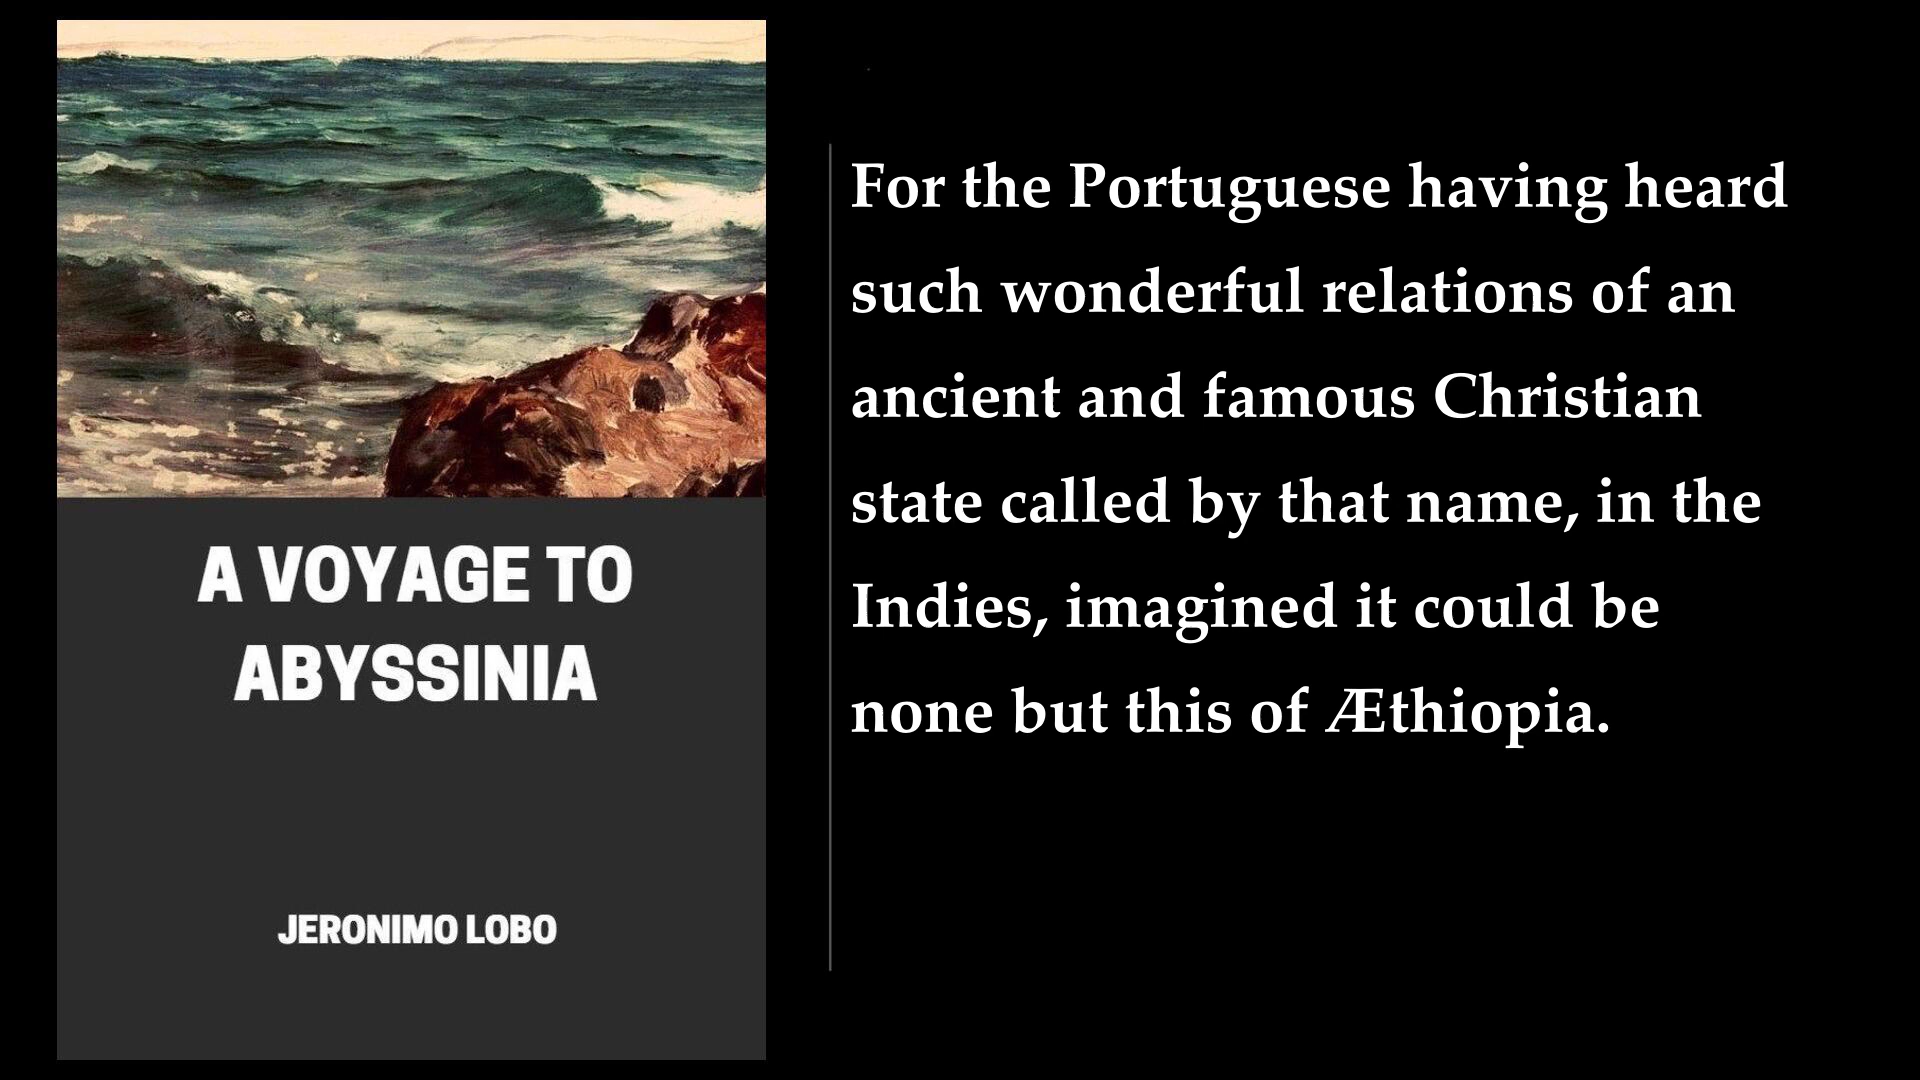 A VOYAGE TO
ABYSSINIA
JERONIMO LOBO
For the Portuguese having heard
such wonderful relations of an
ancient and famous Christian
state called by that name, in the
Indies, imagined it could be
none but this of Æthiopia.